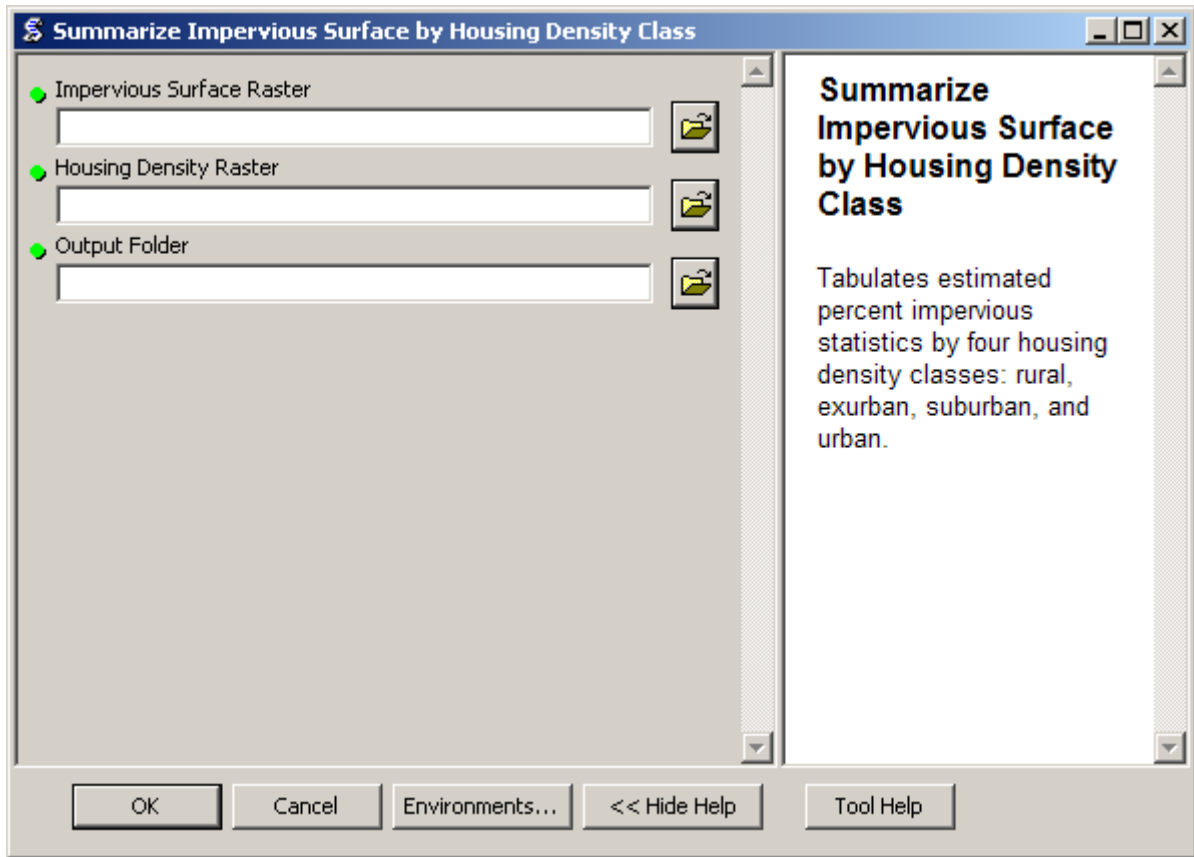 Summarize Impervious Surface by Housing Density Class
Impervious Surface Raster
Housing Density Raster
Output Folder
Summarize
Impervious Surface
by Housing Density
Class
Tabulates estimated
percent impervious
statistics by four housing
density classes: rural,
exurban, suburban, and
urban.
OK
Cancel
Environments...
<< Hide Help
Tool Help